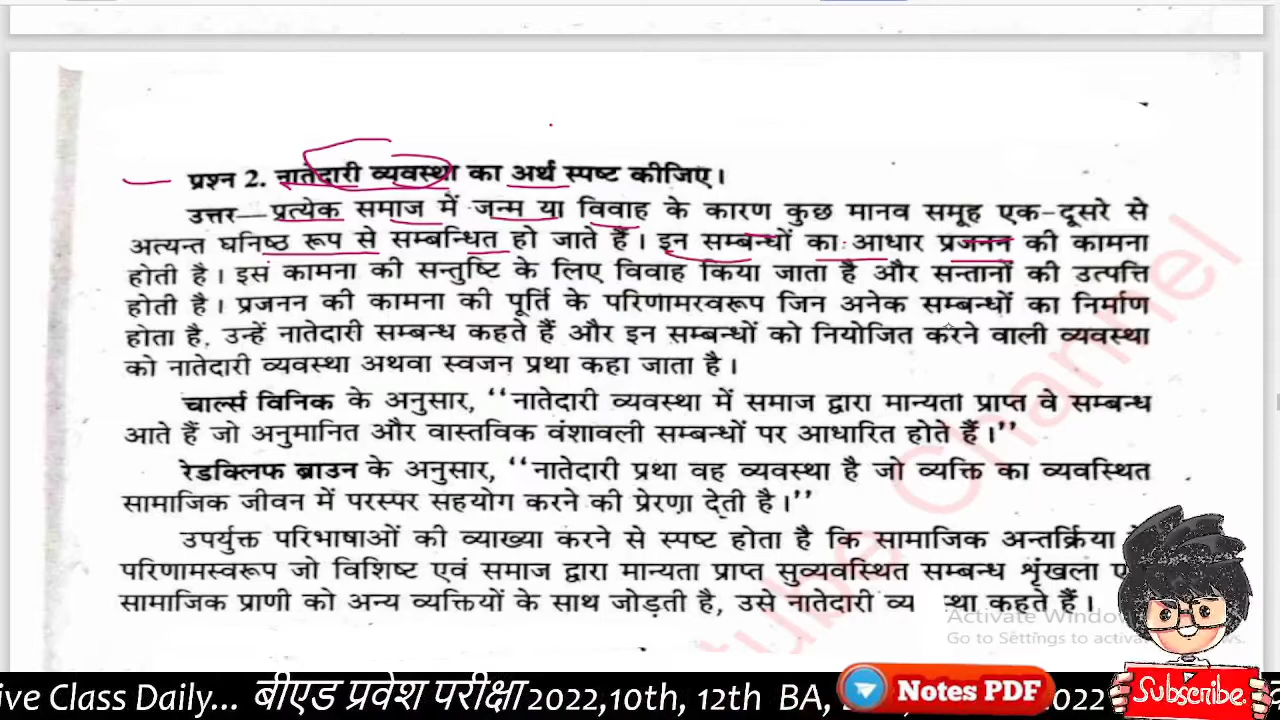 प्रश्न 2. नातेदारी व्यवस्था का अर्थ स्पष्ट कीजिए।
उत्तर—प्रत्येक समाज में जन्म या विवाह के कारण कुछ मानव समूह एक-दूसरे से
अत्यन्त घनिष्ठ रूप से सम्बन्धित हो जाते हैं। इन सम्बन्धों का आधार प्रजनन की कामना
होती है। इस कामना की सन्तुष्टि के लिए विवाह किया जाता है और सन्तानों की उत्पत्ति
होती है। प्रजनन की कामना की पूर्ति के परिणामस्वरूप जिन अनेक सम्बन्धों का निर्माण
होता है, उन्हें नातेदारी सम्बन्ध कहते हैं और इन सम्बन्धों को नियोजित करने वाली व्यवस्था
को नातेदारी व्यवस्था अथवा स्वजन प्रथा कहा जाता है।
चार्ल्स विनिक के अनुसार, ‘‘नातेदारी व्यवस्था में समाज द्वारा मान्यता प्राप्त वे सम्बन्ध
आते हैं जो अनुमानित और वास्तविक वंशावली सम्बन्धों पर आधारित होते हैं।’’
रेडक्लिफ ब्राउन के अनुसार, ‘‘नातेदारी प्रथा वह व्यवस्था है जो व्यक्ति का व्यवस्थित
सामाजिक जीवन में परस्पर सहयोग करने की प्रेरणा देती है।’’
उपर्युक्त परिभाषाओं की व्याख्या करने से स्पष्ट होता है कि सामाजिक अन्तर्क्रिया
परिणामस्वरूप जो विशिष्ट एवं समाज द्वारा मान्यता प्राप्त सुव्यवस्थित सम्बन्ध श्रृंखला
सामाजिक प्राणी को अन्य व्यक्तियों के साथ जोड़ती है, उसे नातेदारी व्य स्था कहते हैं।
tube Channel
Activate Windows
Go to Settings to activate
ive Class Daily... बीएड प्रवेश परीक्षा 2022,10th, 12th BA,
Notes PDF
2022
Subscribe